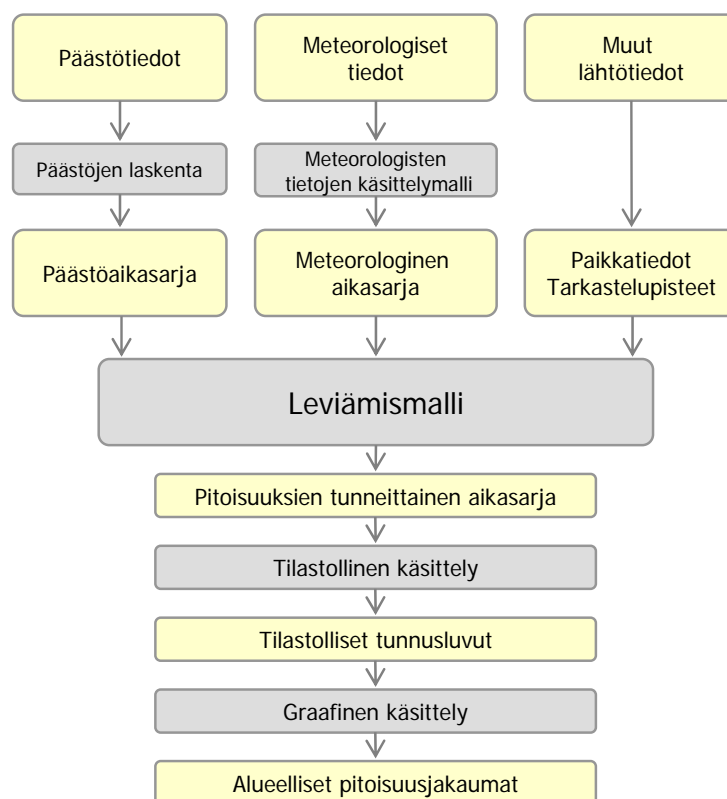 Päästötiedot
Meteorologiset
tiedot
Muut
lähtötiedot
Päästöjen laskenta
Meteorologisten
tietojen käsittelymalli
Päästöaikasarja
Meteorologinen
aikasarja
Paikkatiedot
Tarkastelupisteet
Leviämismalli
Pitoisuuksien tunneittainen aikasarja
Tilastollinen käsittely
Tilastolliset tunnusluvut
Graafinen käsittely
Alueelliset pitoisuusjakaumat